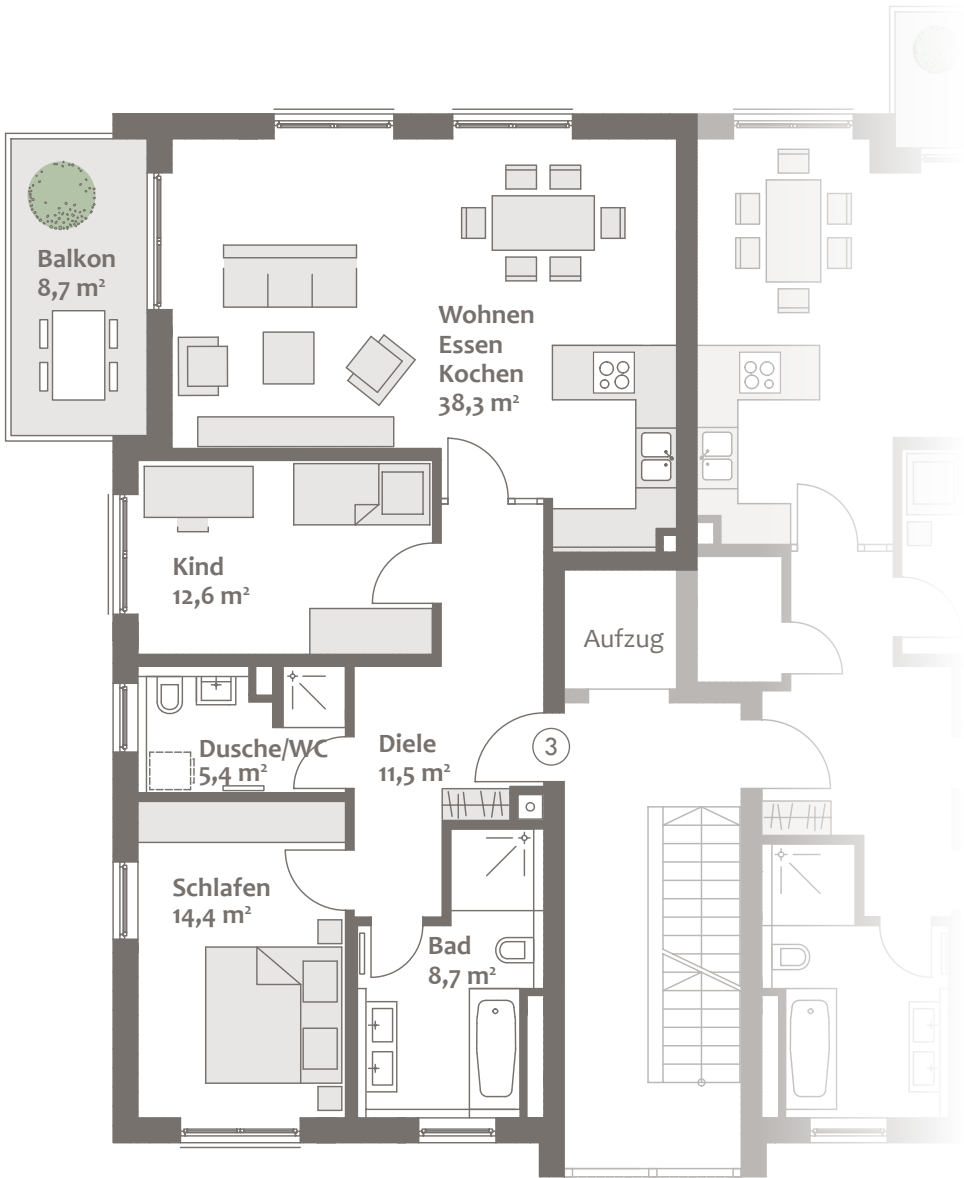 Balkon
8,7 m²
Wohnen
Essen
Kochen
38,3 m²
Kind
12,6 m²
Aufzug
Dusche/WC
5,4 m²
Diele
11,5 m²
3
Schlafen
14,4 m²
Bad
8,7 m²